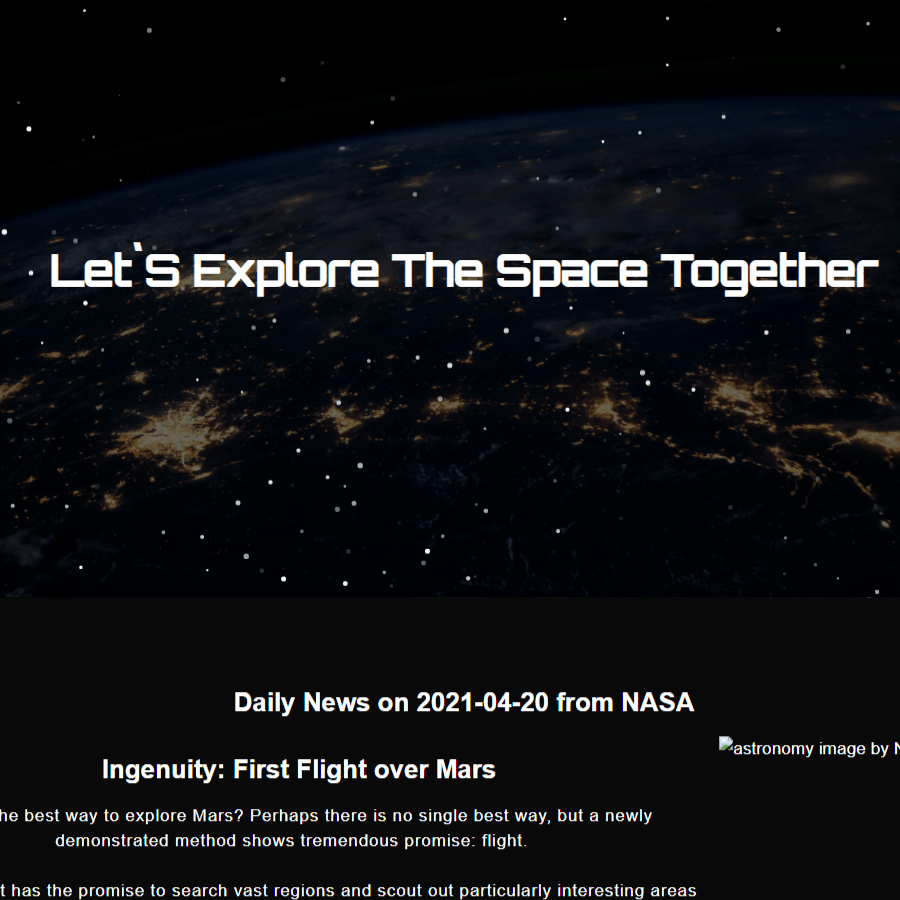 Let`S Explore The Space Together
Daily News on 2021-04-20 from NASA
Ingenuity: First Flight over Mars
astronomy image by
he best way to explore Mars? Perhaps there is no single best way, but a newly
demonstrated method shows tremendous promise: flight.
t has the promise to search vast regions and scout out particularly interesting areas